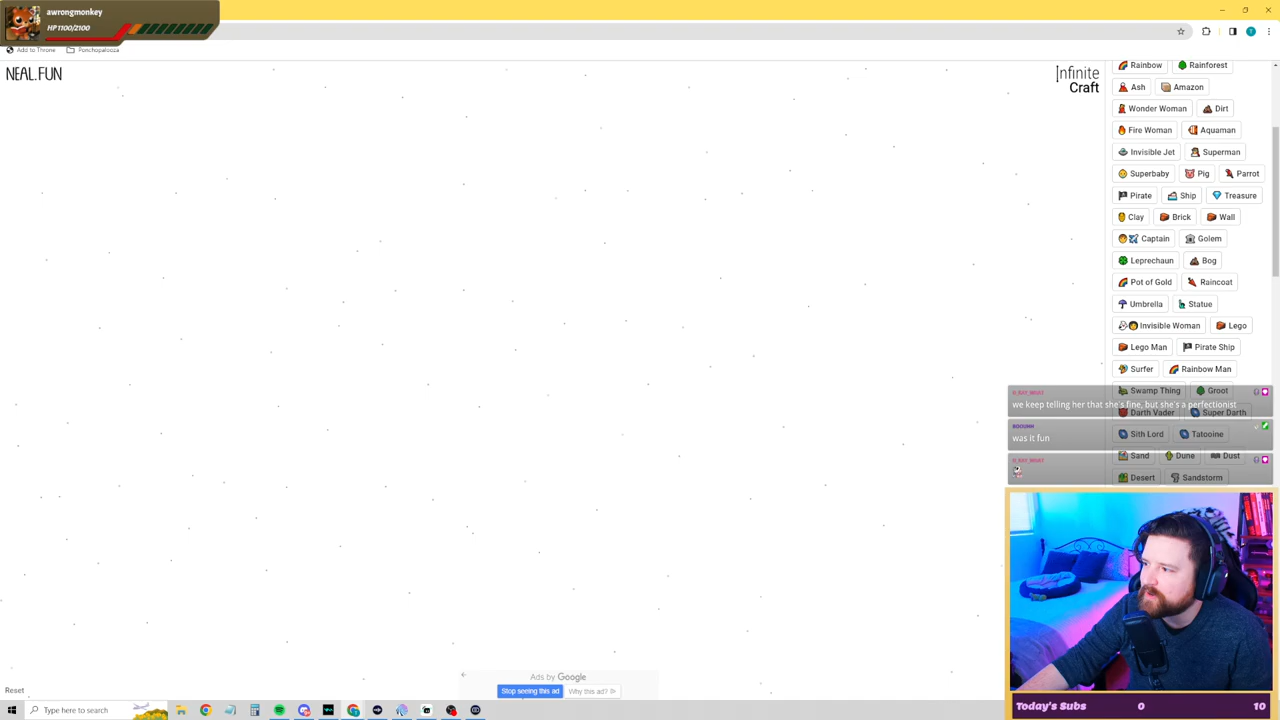 awrongmonkey
HP 1100/2100
Add to Throne
Ponchopalooza
NEAL.FUN
Infinite
Craft
Rainbow
Rainforest
Ash
Amazon
Wonder Woman
Dirt
Fire Woman
Aquaman
Invisible Jet
Superman
Superbaby
Pig
Parrot
Pirate
Ship
Treasure
Clay
Brick
Wall
Captain
Golem
Leprechaun
Bog
Pot of Gold
Raincoat
Umbrella
Statue
Invisible Woman
Lego
Lego Man
Pirate Ship
Surfer
Rainbow Man
Swamp Thing
Groot
we keep telling her that she's fine, but she's a perfectionist
Darth Vader
Super Darth
Sith Lord
Tatooine
was it fun
Sand
Dune
Dust
Desert
Sandstorm
Ads by Google
Stop seeing this ad
Why this ad?
Reset
Type here to search
Today's Subs 0 10